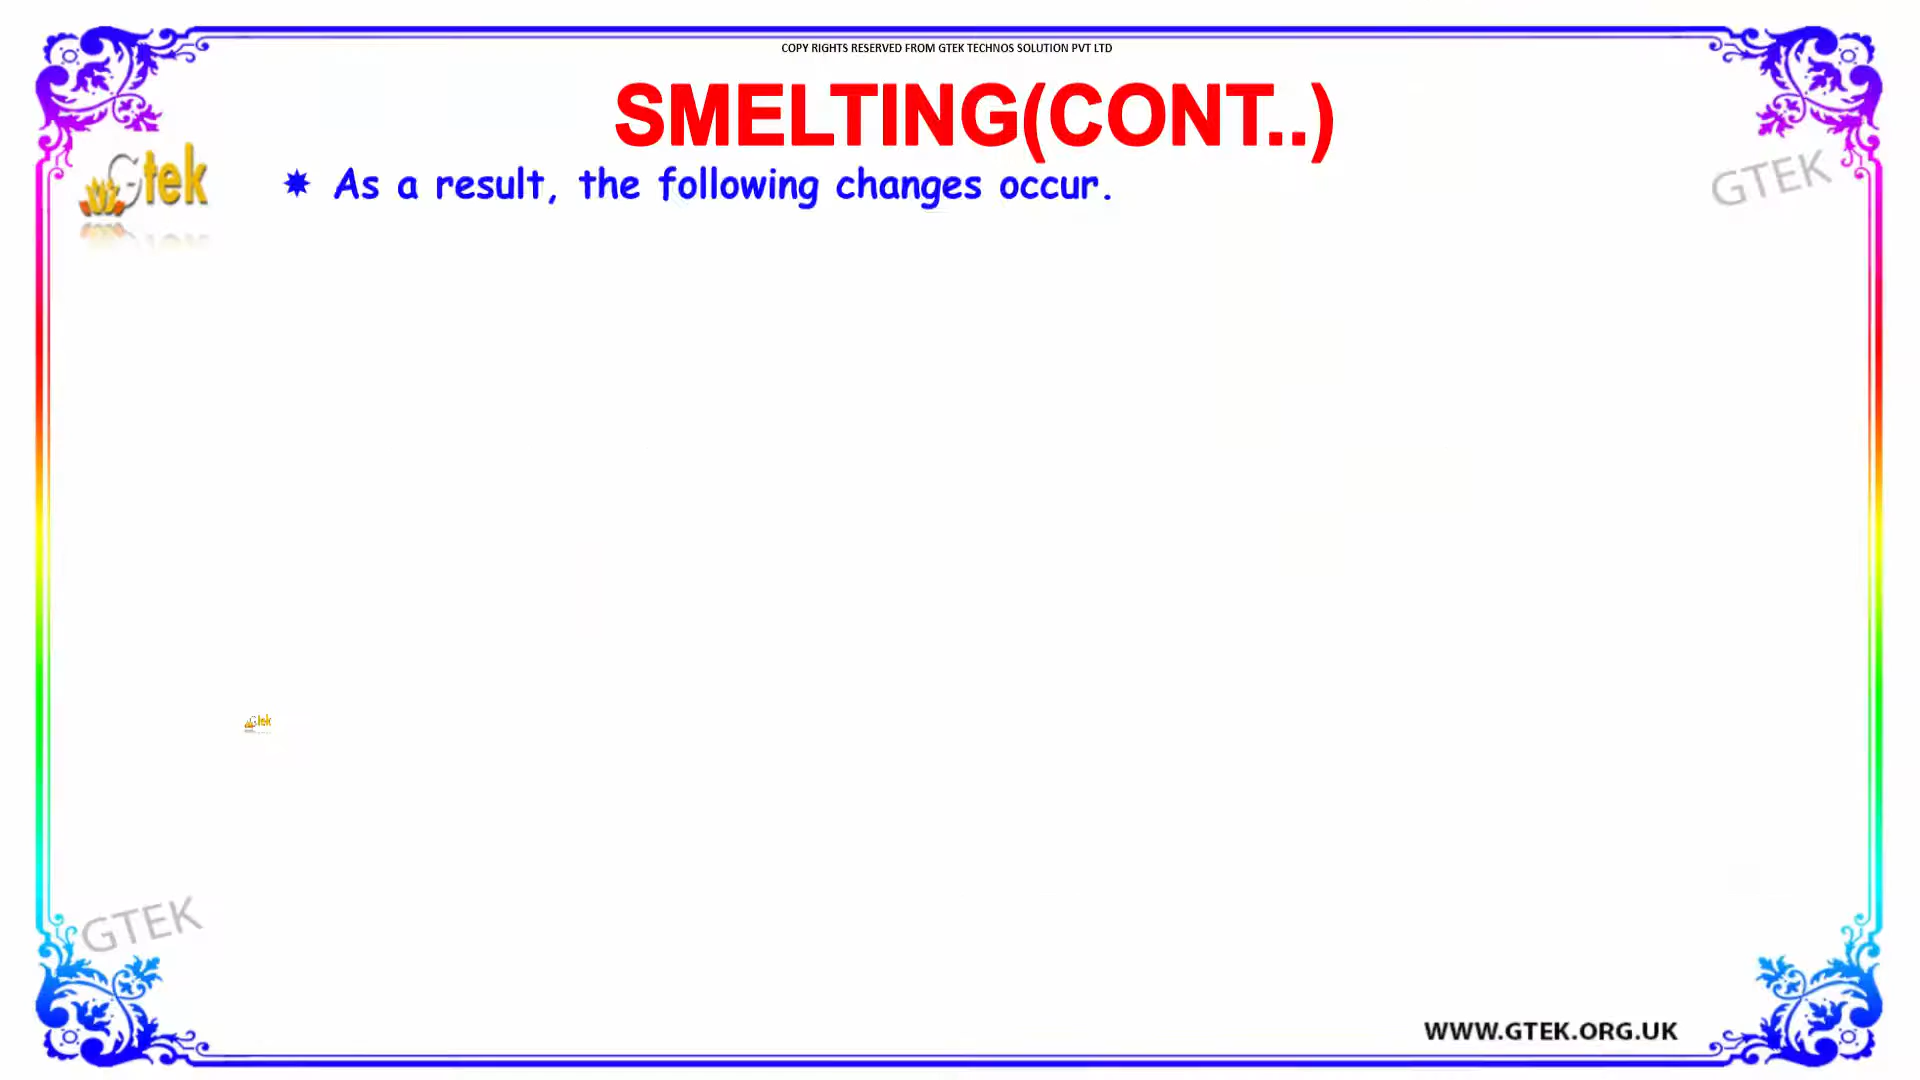 COPY RIGHTS RESERVED FROM GTEK TECHNOS SOLUTION PVT LTD
SMELTING(CONT..)
Gtek
✷ As a result, the following changes occur.
GTEK
Gtek
GTEK
WWW.GTEK.ORG.UK